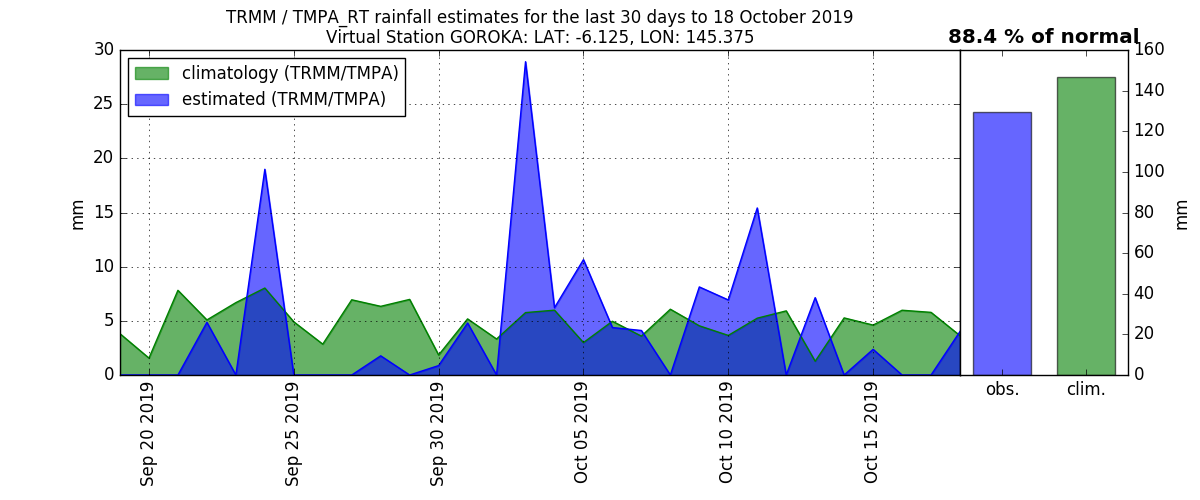 TRMM / TMPA_RT rainfall estimates for the last 30 days to 18 October 2019
Virtual Station GOROKA: LAT: -6.125, LON: 145.375
88.4 % of normal
climatology (TRMM/TMPA)
estimated (TRMM/TMPA)
30
25
20
15
10
5
0
mm
160
140
120
100
80
60
40
20
0
mm
Sep 20 2019
Sep 25 2019
Sep 30 2019
Oct 05 2019
Oct 10 2019
Oct 15 2019
obs.
clim.